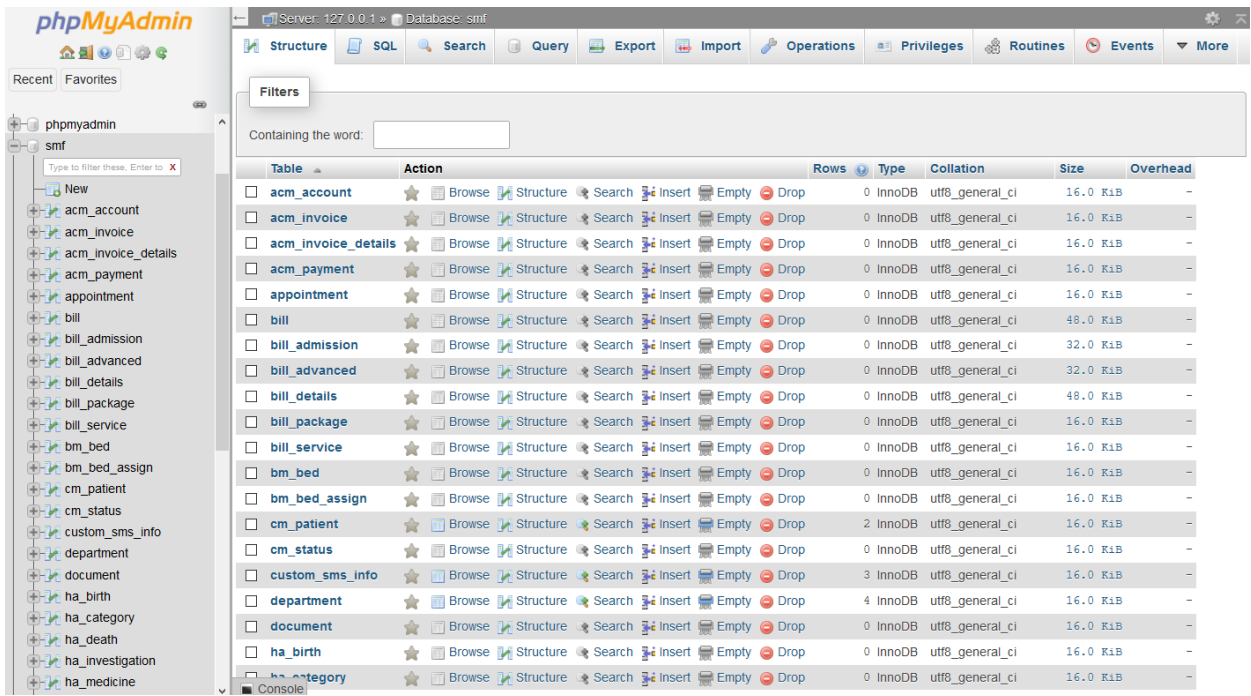 phpMyAdmin
Recent Favorites
phpmyadmin
smf
Type to filter these, Enter to X
New
acm_account
acm_invoice
acm_invoice_details
acm_payment
appointment
bill
bill_admission
bill_advanced
bill_details
bill_package
bill_service
bm_bed
bm_bed_assign
cm_patient
cm_status
custom_sms_info
department
document
ha_birth
ha_category
ha_death
ha_investigation
ha_medicine
Server: 127.0.0.1 » Database: smf
Structure SQL Search Query Export Import Operations Privileges Routines Events More
Filters
Containing the word:
Table Action Rows Type Collation Size Overhead
acm_account Browse Structure Search Insert Empty Drop 0 InnoDB utf8_general_ci 16.0 KiB -
acm_invoice Browse Structure Search Insert Empty Drop 0 InnoDB utf8_general_ci 16.0 KiB -
acm_invoice_details Browse Structure Search Insert Empty Drop 0 InnoDB utf8_general_ci 16.0 KiB -
acm_payment Browse Structure Search Insert Empty Drop 0 InnoDB utf8_general_ci 16.0 KiB -
appointment Browse Structure Search Insert Empty Drop 0 InnoDB utf8_general_ci 16.0 KiB -
bill Browse Structure Search Insert Empty Drop 0 InnoDB utf8_general_ci 48.0 KiB -
bill_admission Browse Structure Search Insert Empty Drop 0 InnoDB utf8_general_ci 32.0 KiB -
bill_advanced Browse Structure Search Insert Empty Drop 0 InnoDB utf8_general_ci 32.0 KiB -
bill_details Browse Structure Search Insert Empty Drop 0 InnoDB utf8_general_ci 48.0 KiB -
bill_package Browse Structure Search Insert Empty Drop 0 InnoDB utf8_general_ci 16.0 KiB -
bill_service Browse Structure Search Insert Empty Drop 0 InnoDB utf8_general_ci 16.0 KiB -
bm_bed Browse Structure Search Insert Empty Drop 0 InnoDB utf8_general_ci 16.0 KiB -
bm_bed_assign Browse Structure Search Insert Empty Drop 0 InnoDB utf8_general_ci 16.0 KiB -
cm_patient Browse Structure Search Insert Empty Drop 2 InnoDB utf8_general_ci 16.0 KiB -
cm_status Browse Structure Search Insert Empty Drop 0 InnoDB utf8_general_ci 16.0 KiB -
custom_sms_info Browse Structure Search Insert Empty Drop 3 InnoDB utf8_general_ci 16.0 KiB -
department Browse Structure Search Insert Empty Drop 4 InnoDB utf8_general_ci 16.0 KiB -
document Browse Structure Search Insert Empty Drop 0 InnoDB utf8_general_ci 16.0 KiB -
ha_birth Browse Structure Search Insert Empty Drop 0 InnoDB utf8_general_ci 16.0 KiB -
ha_category Browse Structure Search Insert Empty Drop 0 InnoDB utf8_general_ci 16.0 KiB -
Console